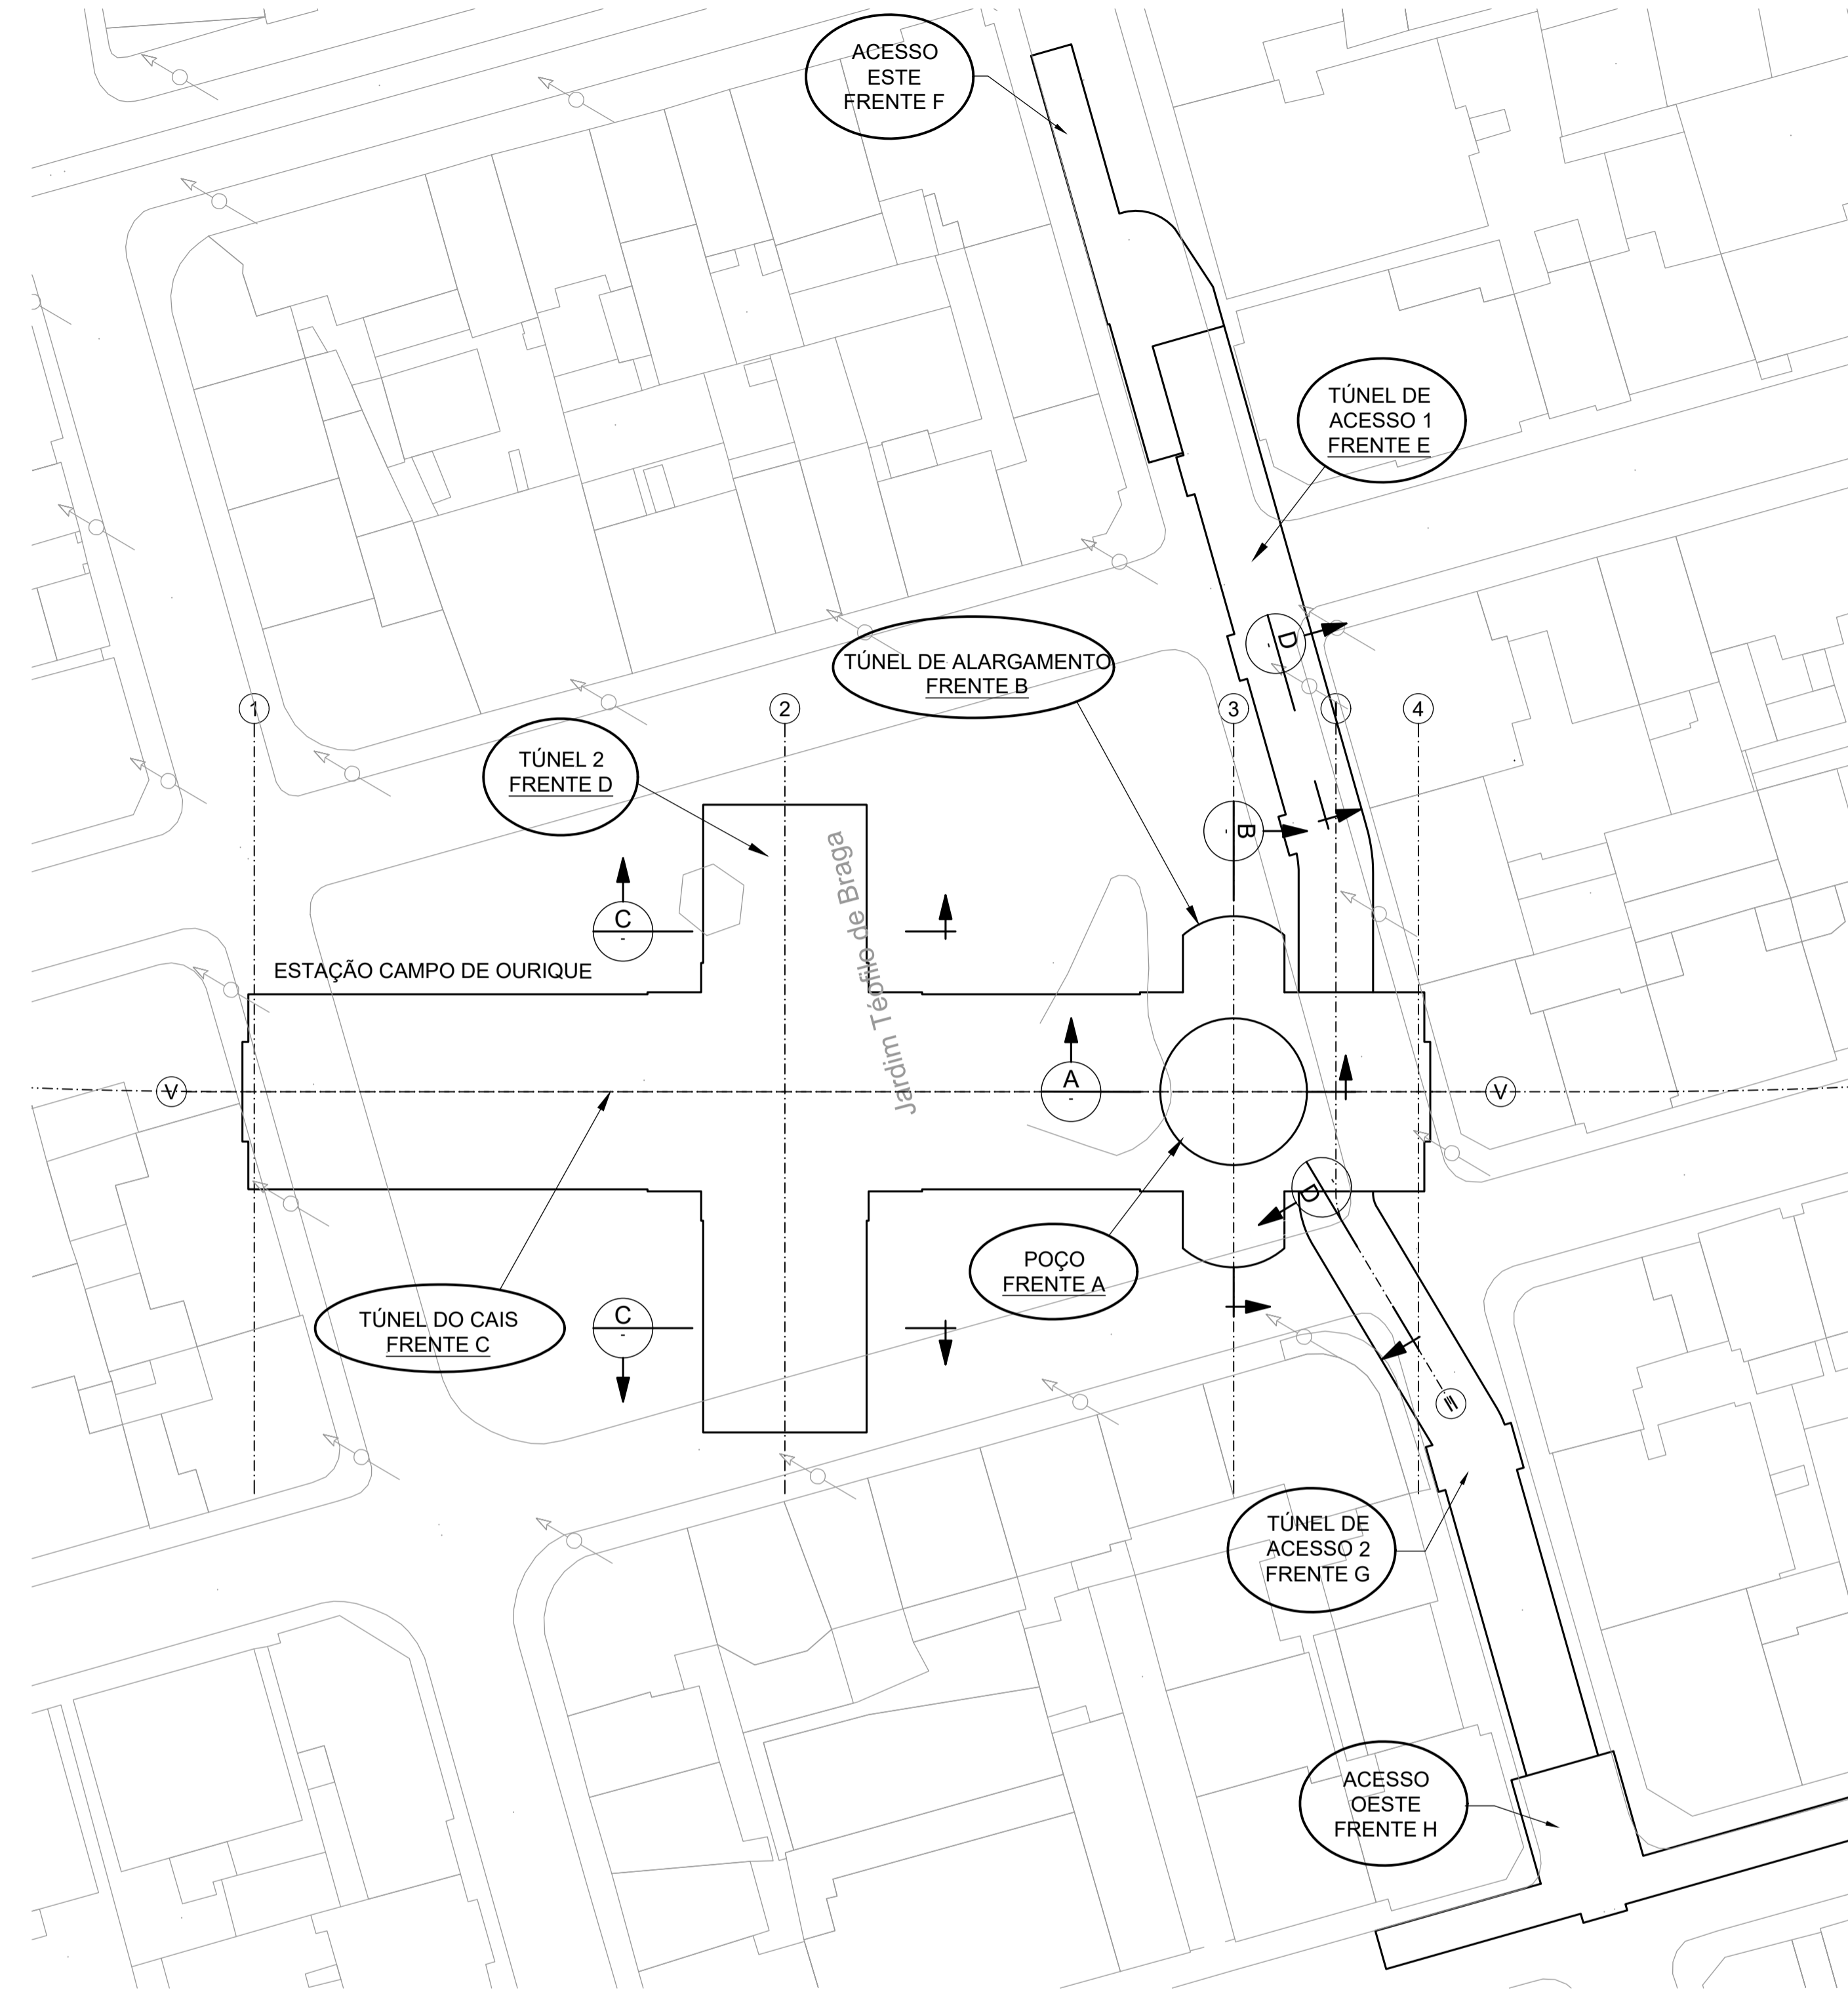 ACESSO
ESTE
FRENTE F
TÚNEL DE
ACESSO 1
FRENTE E
D
-
TÚNEL DE ALARGAMENTO
FRENTE B
1
2
3
I
4
TÚNEL 2
FRENTE D
B
-
Jardim Téofilo de Braga
C
-
ESTAÇÃO CAMPO DE OURIQUE
V
A
-
V
D
-
POÇO
FRENTE A
TÚNEL DO CAIS
FRENTE C
C
-
III
TÚNEL DE
ACESSO 2
FRENTE G
ACESSO
OESTE
FRENTE H